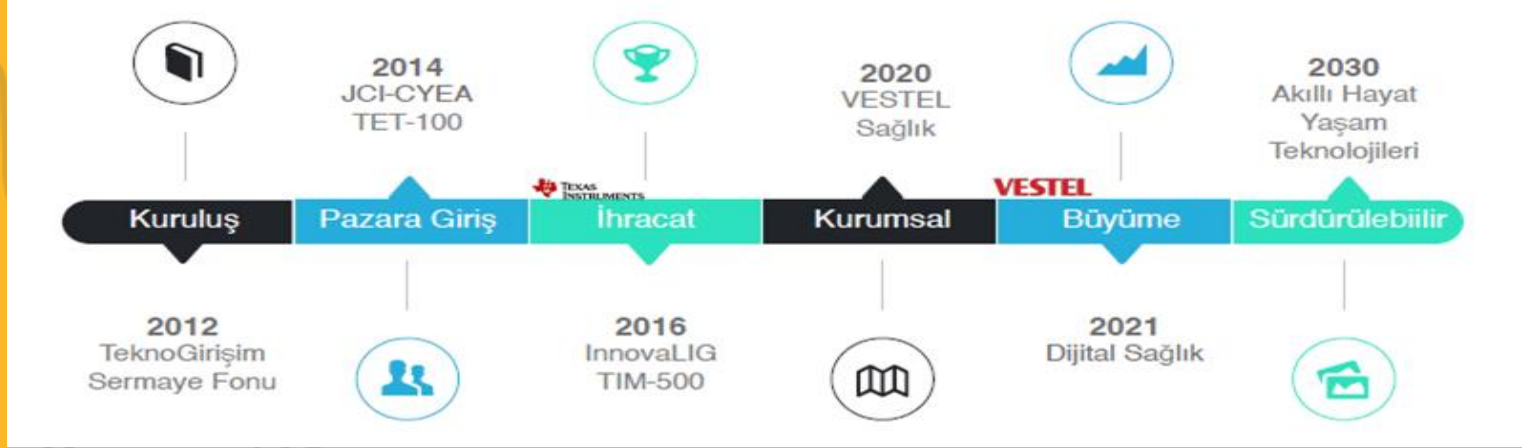 2014
JCI-CYEA
TET-100
2020
VESTEL
Sağlık
2030
Akıllı Hayat
Yaşam
Teknolojileri
TEXAS
INSTRUMENTS
VESTEL
Kuruluş
Pazara Giriş
İhracat
Kurumsal
Büyüme
Sürdürülebiilir
2012
TeknoGirişim
Sermaye Fonu
2016
InnovaLIG
TIM-500
2021
Dijital Sağlık